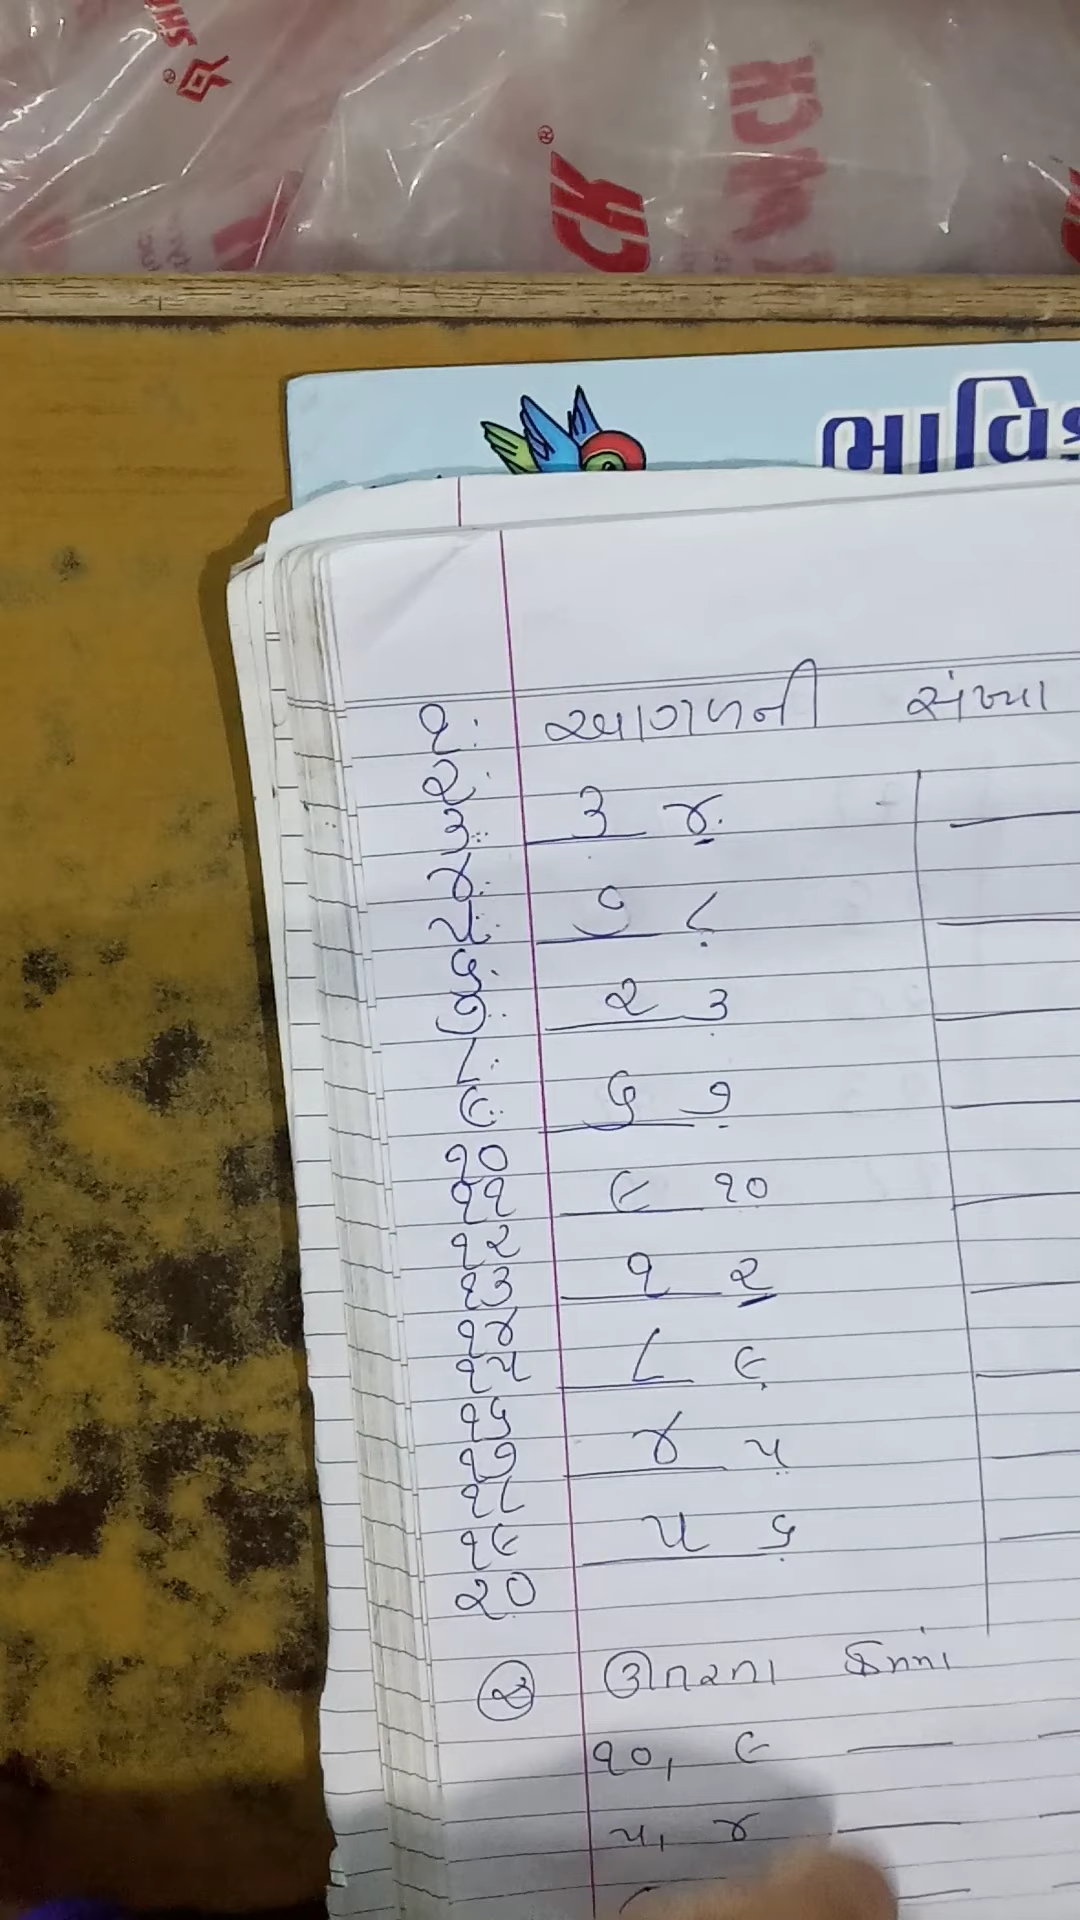 ભાવિ
૧. આગળની સંખ્યા
૨.
૩. ૩ ૪.
૪.
૫. ૭ ૮
૬.
૭. ૨ ૩
૮.
૯. ૬ ૭
૧૦
૧૧ ૯ ૧૦
૧૨
૧૩ ૧ ૨
૧૪
૧૫ ૮ ૯
૧૬
૧૭ ૪ ૫
૧૮
૧૯ ૫ ૬
૨૦
૨ ઊતરતા ક્રમમાં
૧૦, ૯
૫, ૪